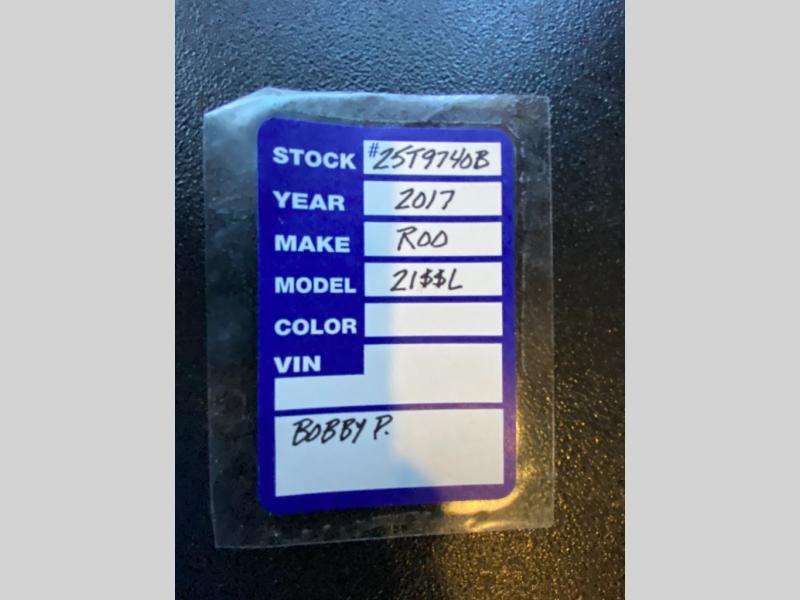 STOCK #25T9740B
YEAR 2017
MAKE ROO
MODEL 21$$L
COLOR
VIN
BOBBY P.